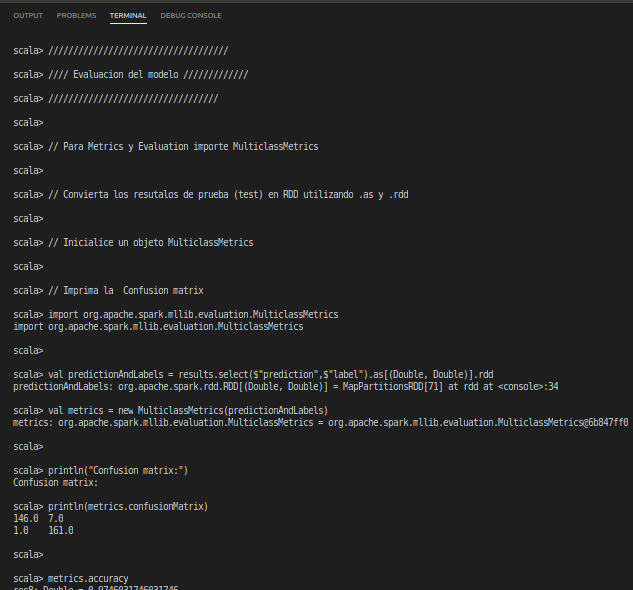 OUTPUT PROBLEMS TERMINAL DEBUG CONSOLE
scala> ////////////////////////////////////
scala> //// Evaluacion del modelo /////////////
scala> //////////////////////////////////
scala>
scala> // Para Metrics y Evaluation importe MulticlassMetrics
scala>
scala> // Convierta los resutalos de prueba (test) en RDD utilizando .as y .rdd
scala>
scala> // Inicialice un objeto MulticlassMetrics
scala>
scala> // Imprima la  Confusion matrix
scala> import org.apache.spark.mllib.evaluation.MulticlassMetrics
import org.apache.spark.mllib.evaluation.MulticlassMetrics
scala>
scala> val predictionAndLabels = results.select($"prediction",$"label").as[(Double, Double)].rdd
predictionAndLabels: org.apache.spark.rdd.RDD[(Double, Double)] = MapPartitionsRDD[71] at rdd at <console>:34
scala> val metrics = new MulticlassMetrics(predictionAndLabels)
metrics: org.apache.spark.mllib.evaluation.MulticlassMetrics = org.apache.spark.mllib.evaluation.MulticlassMetrics@6b847ff0
scala>
scala> println("Confusion matrix:")
Confusion matrix:
scala> println(metrics.confusionMatrix)
146.0  7.0
1.0    161.0
scala>
scala> metrics.accuracy
res8: Double = 0.9746031746031746